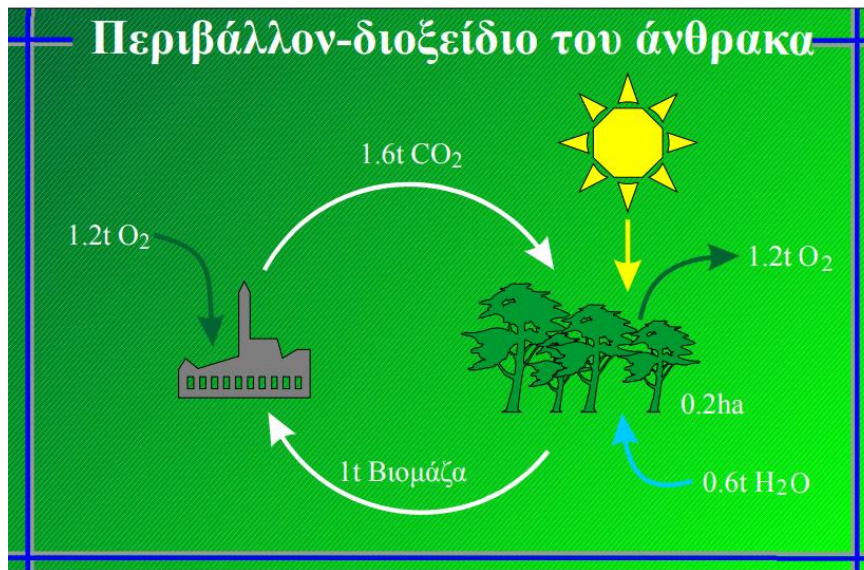 Περιβάλλον-διοξείδιο του άνθρακα
1.6t CO₂
1.2t O₂
1.2t O₂
0.2ha
1t Βιομάζα
0.6t H₂O